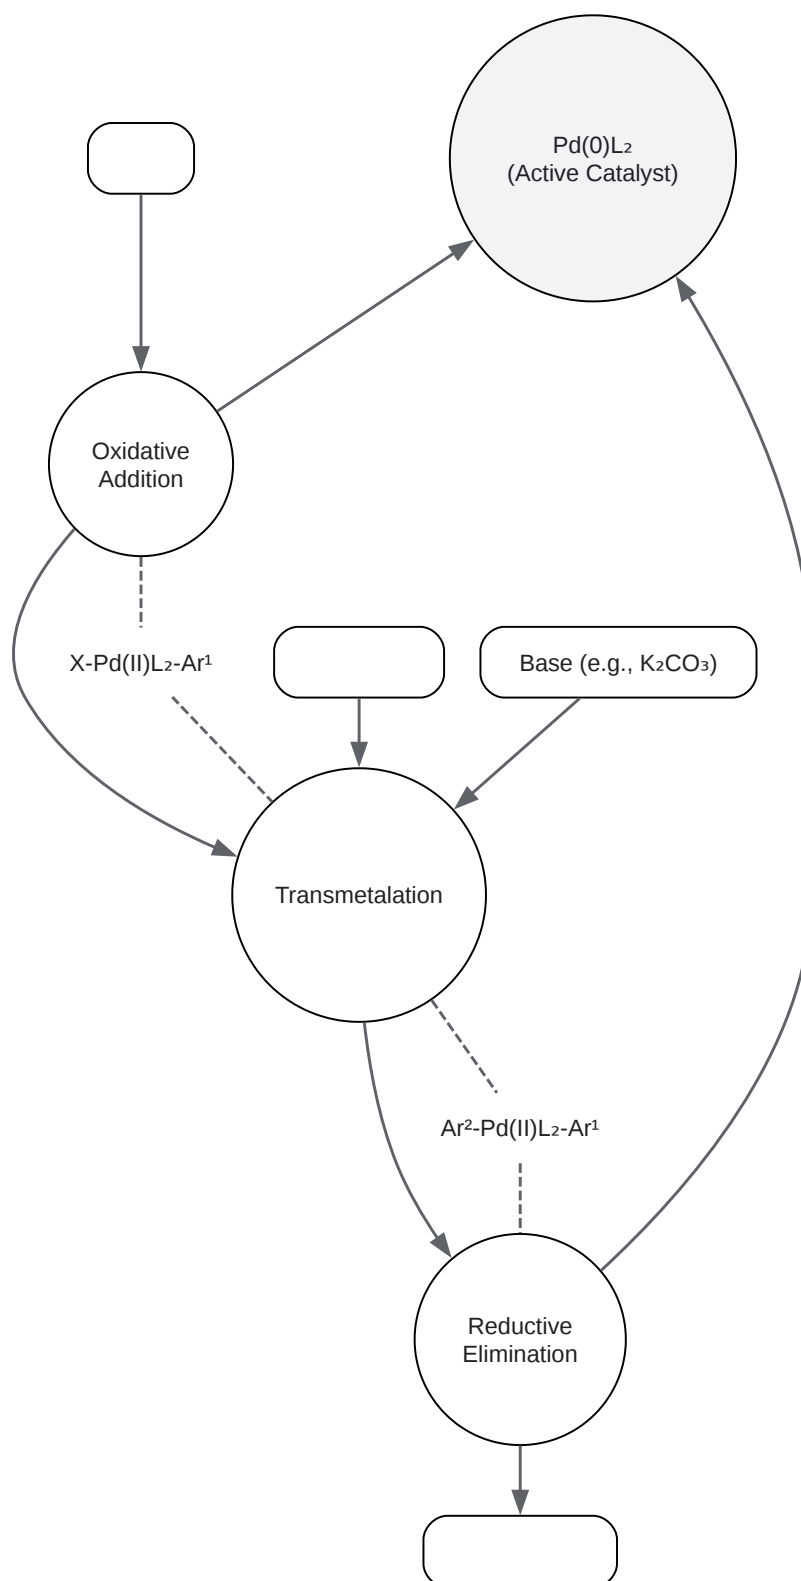 Pd(0)L₂
(Active Catalyst)
Oxidative
Addition
X-Pd(II)L₂-Ar¹
Base (e.g., K₂CO₃)
Transmetalation
Ar²-Pd(II)L₂-Ar¹
Reductive
Elimination